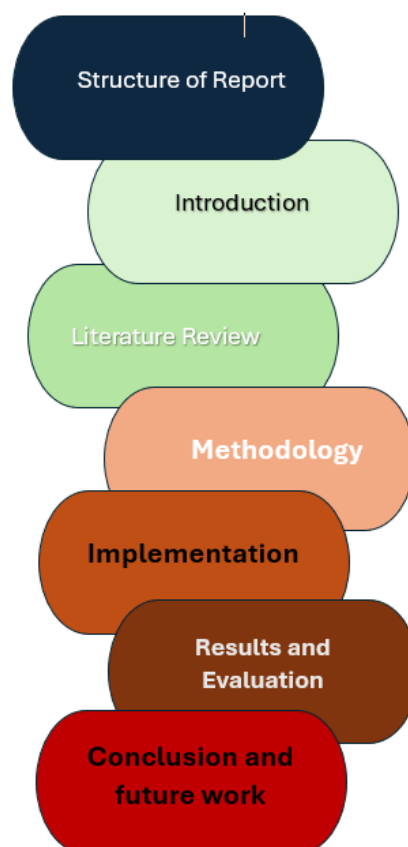 Structure of Report
Introduction
Literature Review
Methodology
Implementation
Results and
Evaluation
Conclusion and
future work